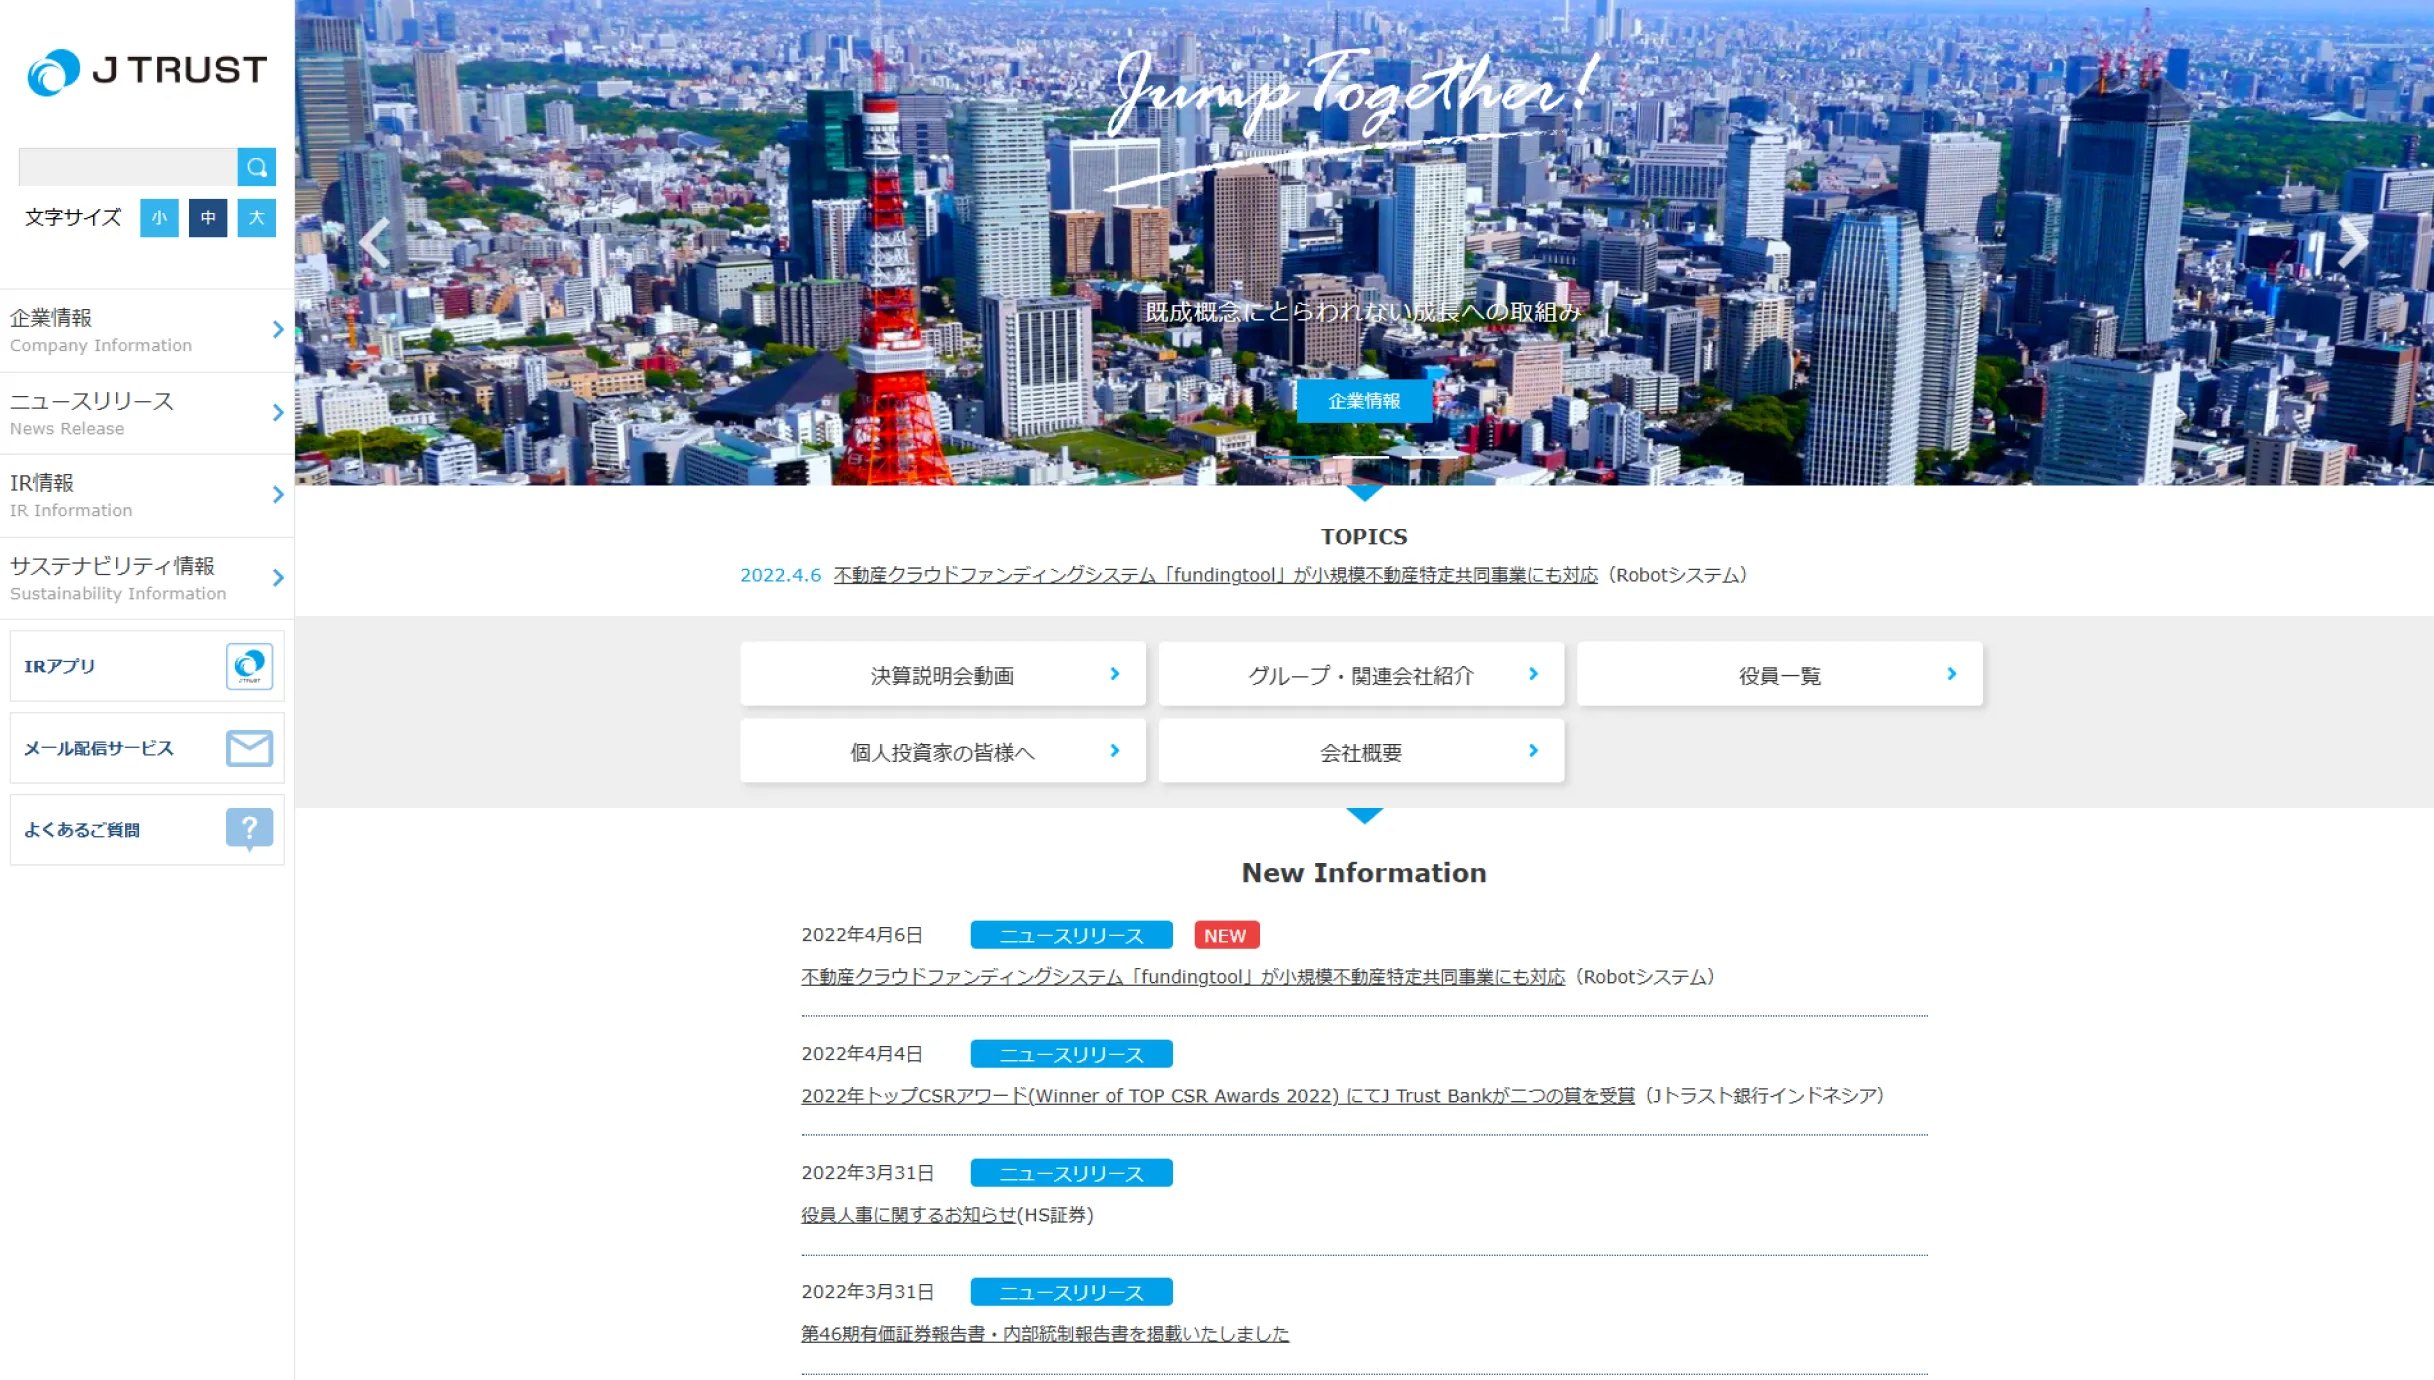 J TRUST
文字サイズ 小 中 大
企業情報
Company Information
ニュースリリース
News Release
IR情報
IR Information
サステナビリティ情報
Sustainability Information
IRアプリ
J TRUST
メール配信サービス
よくあるご質問
?
Jump Together!
既成概念にとらわれない成長への取組み
企業情報
TOPICS
2022.4.6 不動産クラウドファンディングシステム「fundingtool」が小規模不動産特定共同事業にも対応（Robotシステム）
決算説明会動画 グループ・関連会社紹介 役員一覧
個人投資家の皆様へ 会社概要
New Information
2022年4月6日 ニュースリリース NEW
不動産クラウドファンディングシステム「fundingtool」が小規模不動産特定共同事業にも対応（Robotシステム）
2022年4月4日 ニュースリリース
2022年トップCSRアワード(Winner of TOP CSR Awards 2022) にてJ Trust Bankが二つの賞を受賞（Jトラスト銀行インドネシア）
2022年3月31日 ニュースリリース
役員人事に関するお知らせ(HS証券)
2022年3月31日 ニュースリリース
第46期有価証券報告書・内部統制報告書を掲載いたしました